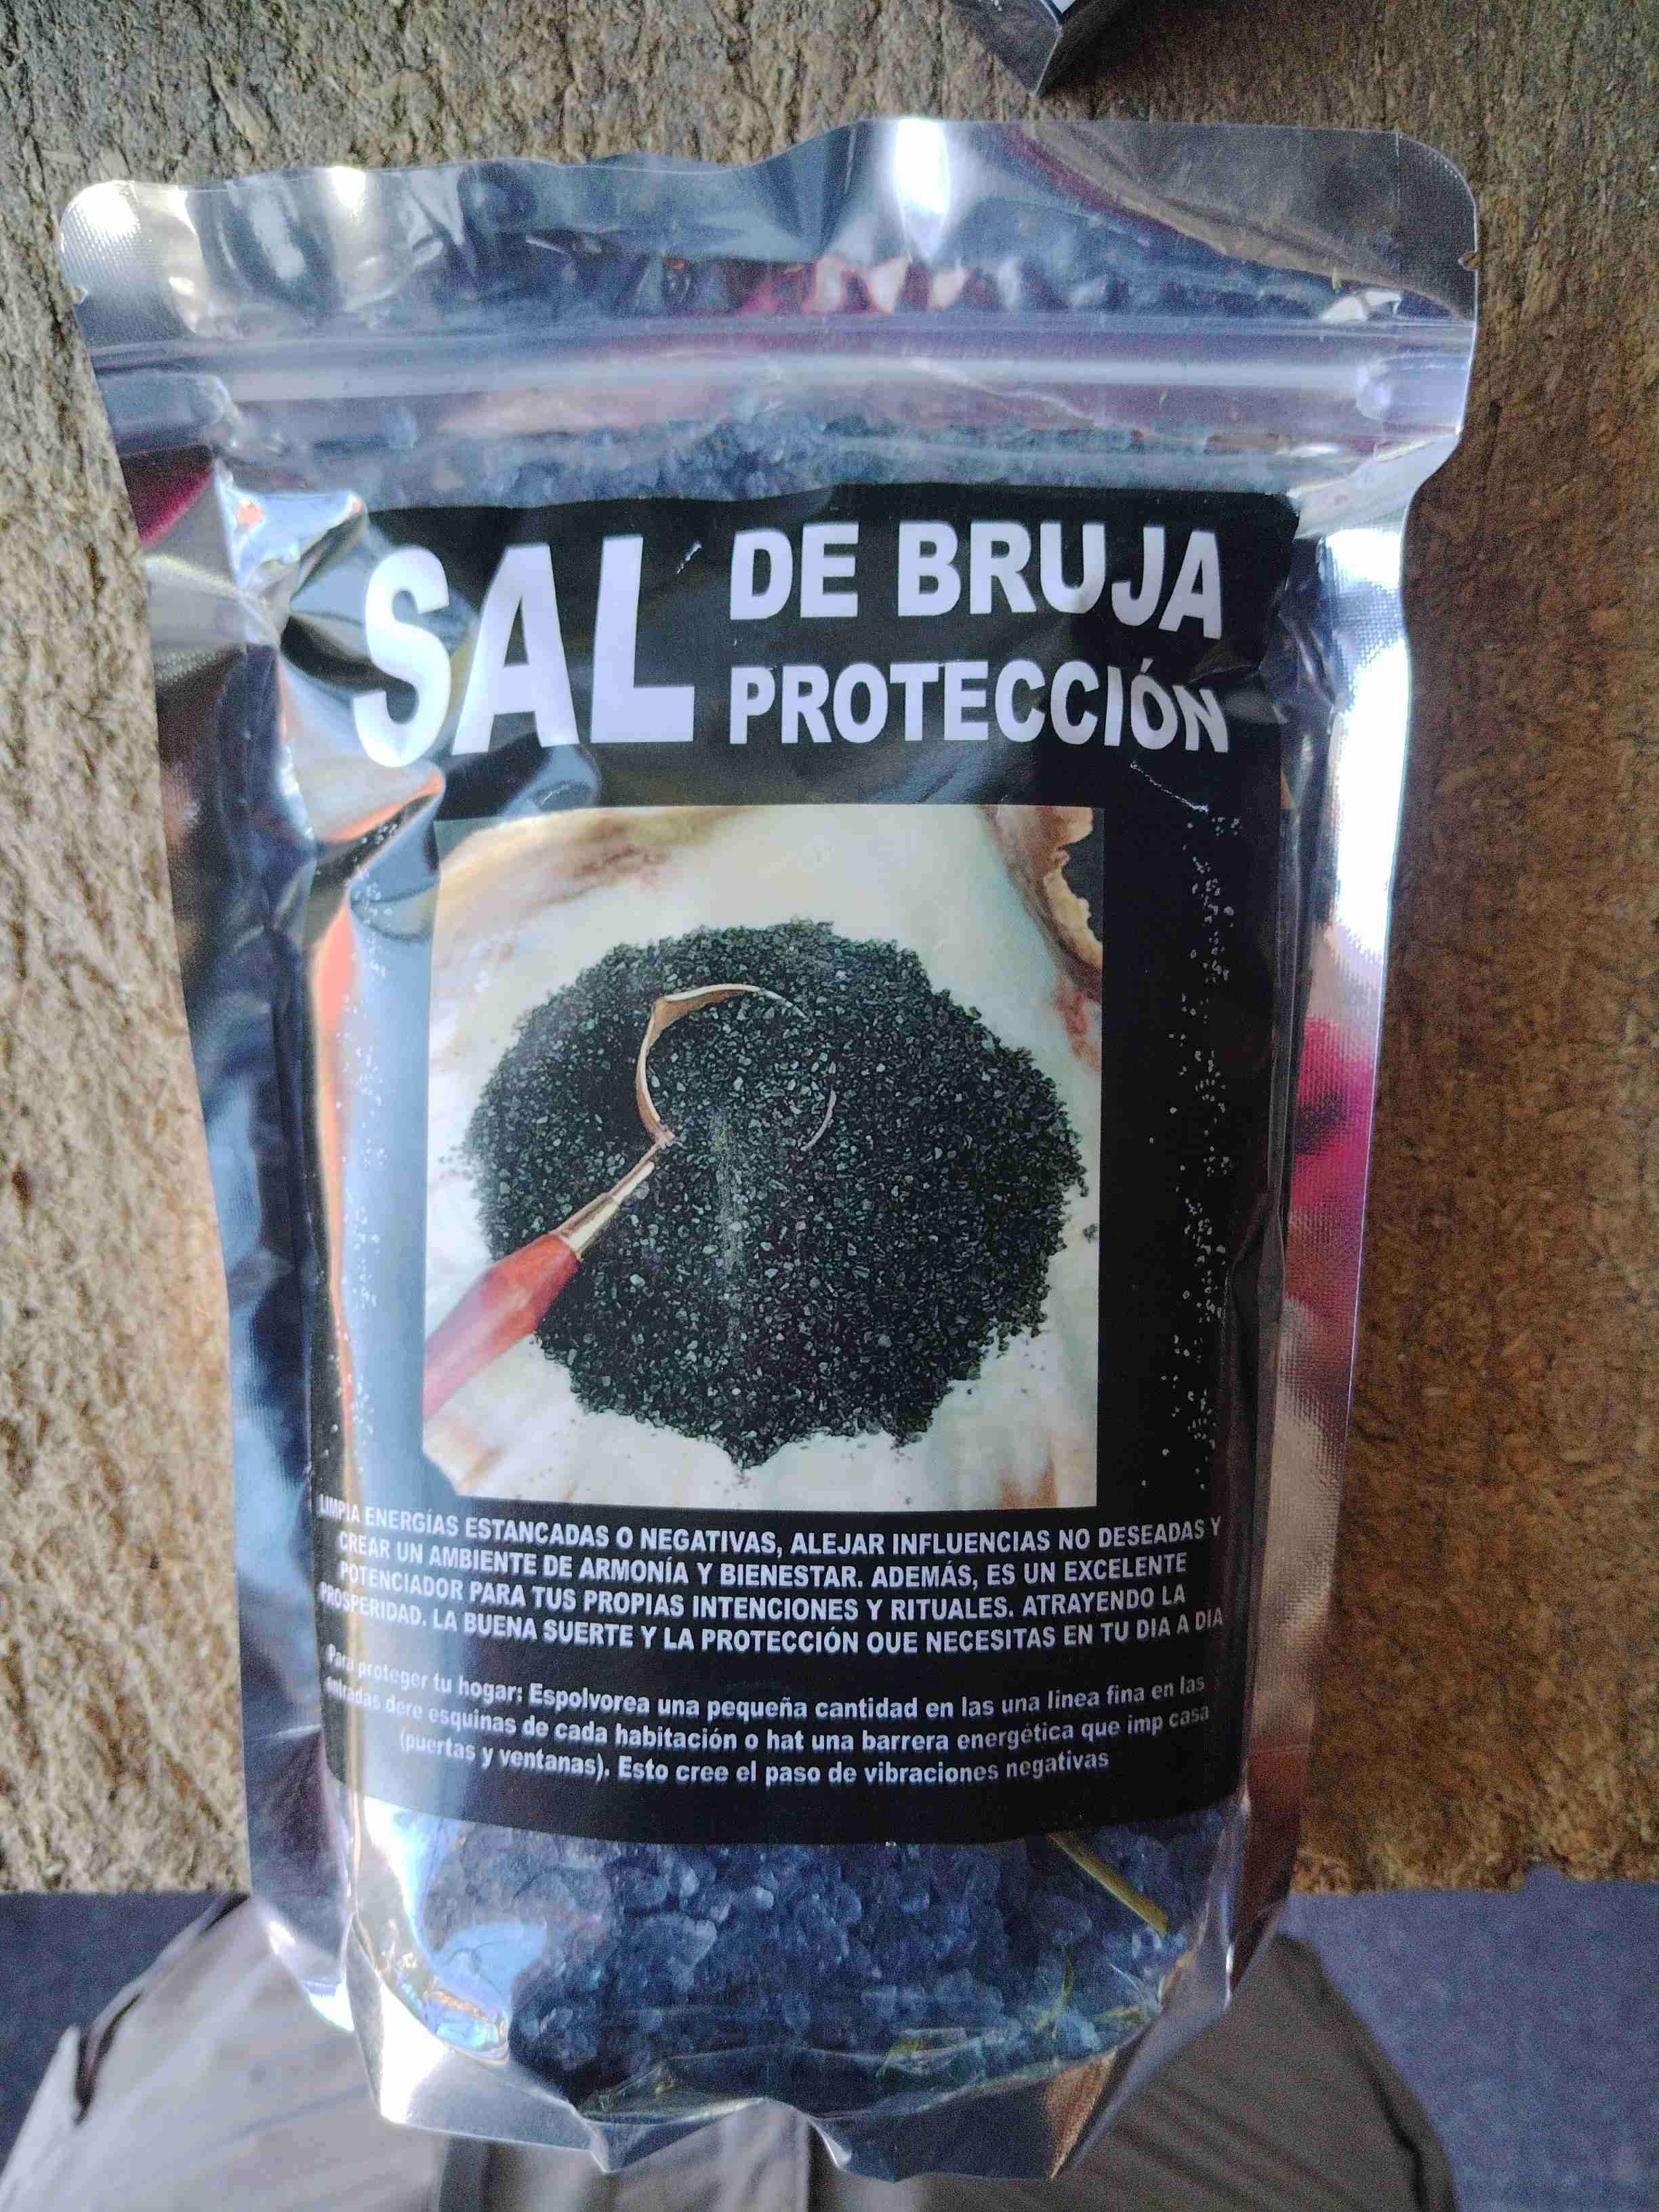 SAL DE BRUJA
PROTECCIÓN
LIMPIA ENERGÍAS ESTANCADAS O NEGATIVAS, ALEJAR INFLUENCIAS NO DESEADAS Y
CREAR UN AMBIENTE DE ARMONÍA Y BIENESTAR. ADEMÁS, ES UN EXCELENTE
POTENCIADOR PARA TUS PROPIAS INTENCIONES Y RITUALES. ATRAYENDO LA
PROSPERIDAD. LA BUENA SUERTE Y LA PROTECCIÓN QUE NECESITAS EN TU DIA A DIA
Para proteger tu hogar: Espolvorea una pequeña cantidad en las una linea fina en las
entradas dere esquinas de cada habitación o hat una barrera energética que imp casa
(puertas y ventanas). Esto cree el paso de vibraciones negativas